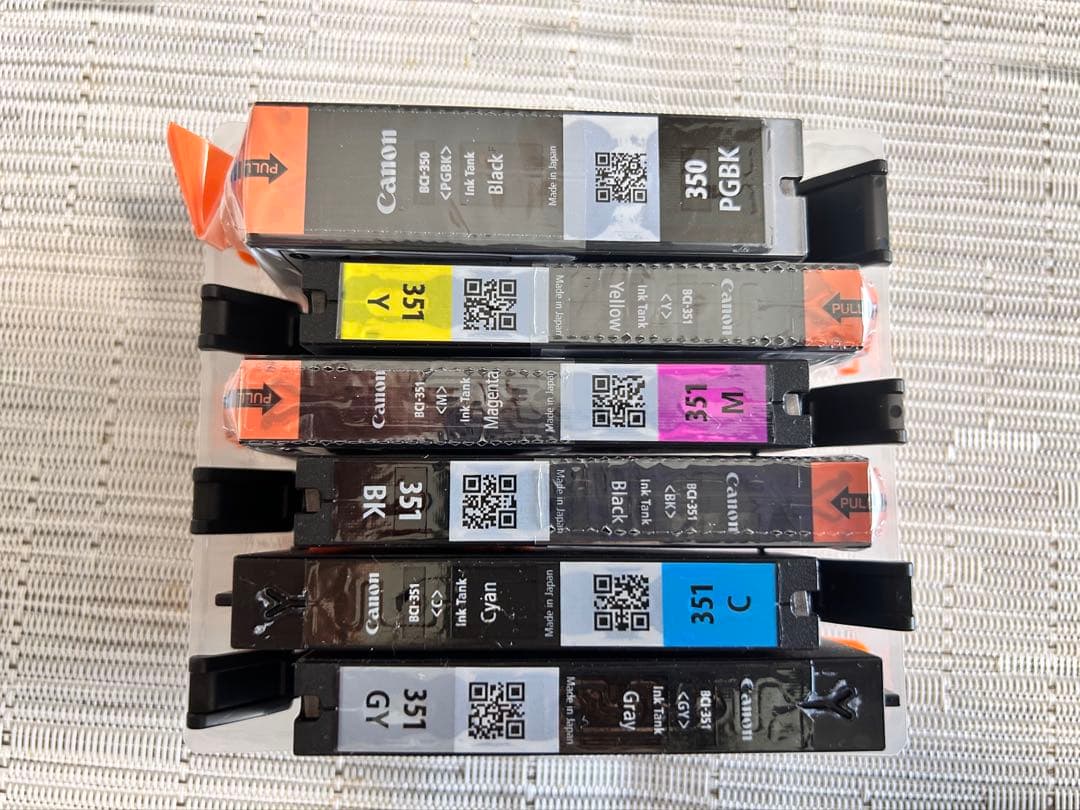 PULL
Canon
BCI-350
<PGBK>
Ink Tank
Black
Made in Japan
350
PGBK
351
Y
Made in Japan
Yellow
Ink Tank
<Y>
BCI-351
Canon
PULL
PULL
Canon
BCI-351
<M>
Ink Tank
Magenta
Made in Japan
351
M
351
BK
Made in Japan
Black
Ink Tank
<BK>
BCI-351
Canon
PULL
Canon
BCI-351
<C>
Ink Tank
Cyan
Made in Japan
351
C
351
GY
Made in Japan
Gray
Ink Tank
<GY>
BCI-351
Canon